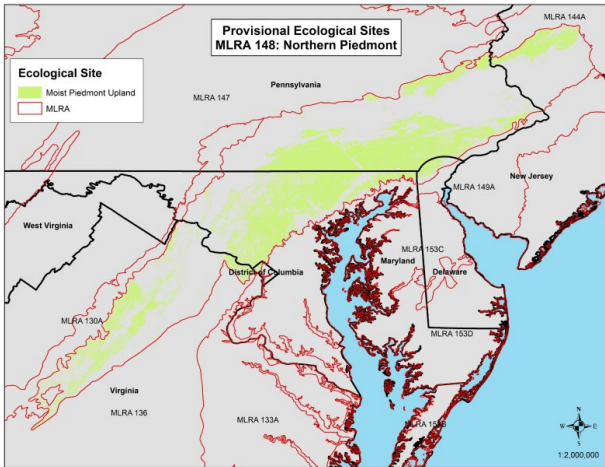 Provisional Ecological Sites
MLRA 148: Northern Piedmont
MLRA 144A
Ecological Site
Moist Piedmont Upland
MLRA
Pennsylvania
MLRA 147
New Jersey
MLRA 149A
West Virginia
MLRA 153C
Maryland
Delaware
District of Columbia
MLRA 130A
MLRA 153D
Virginia
MLRA 136
MLRA 133A
W
E
S
1:2,000,000